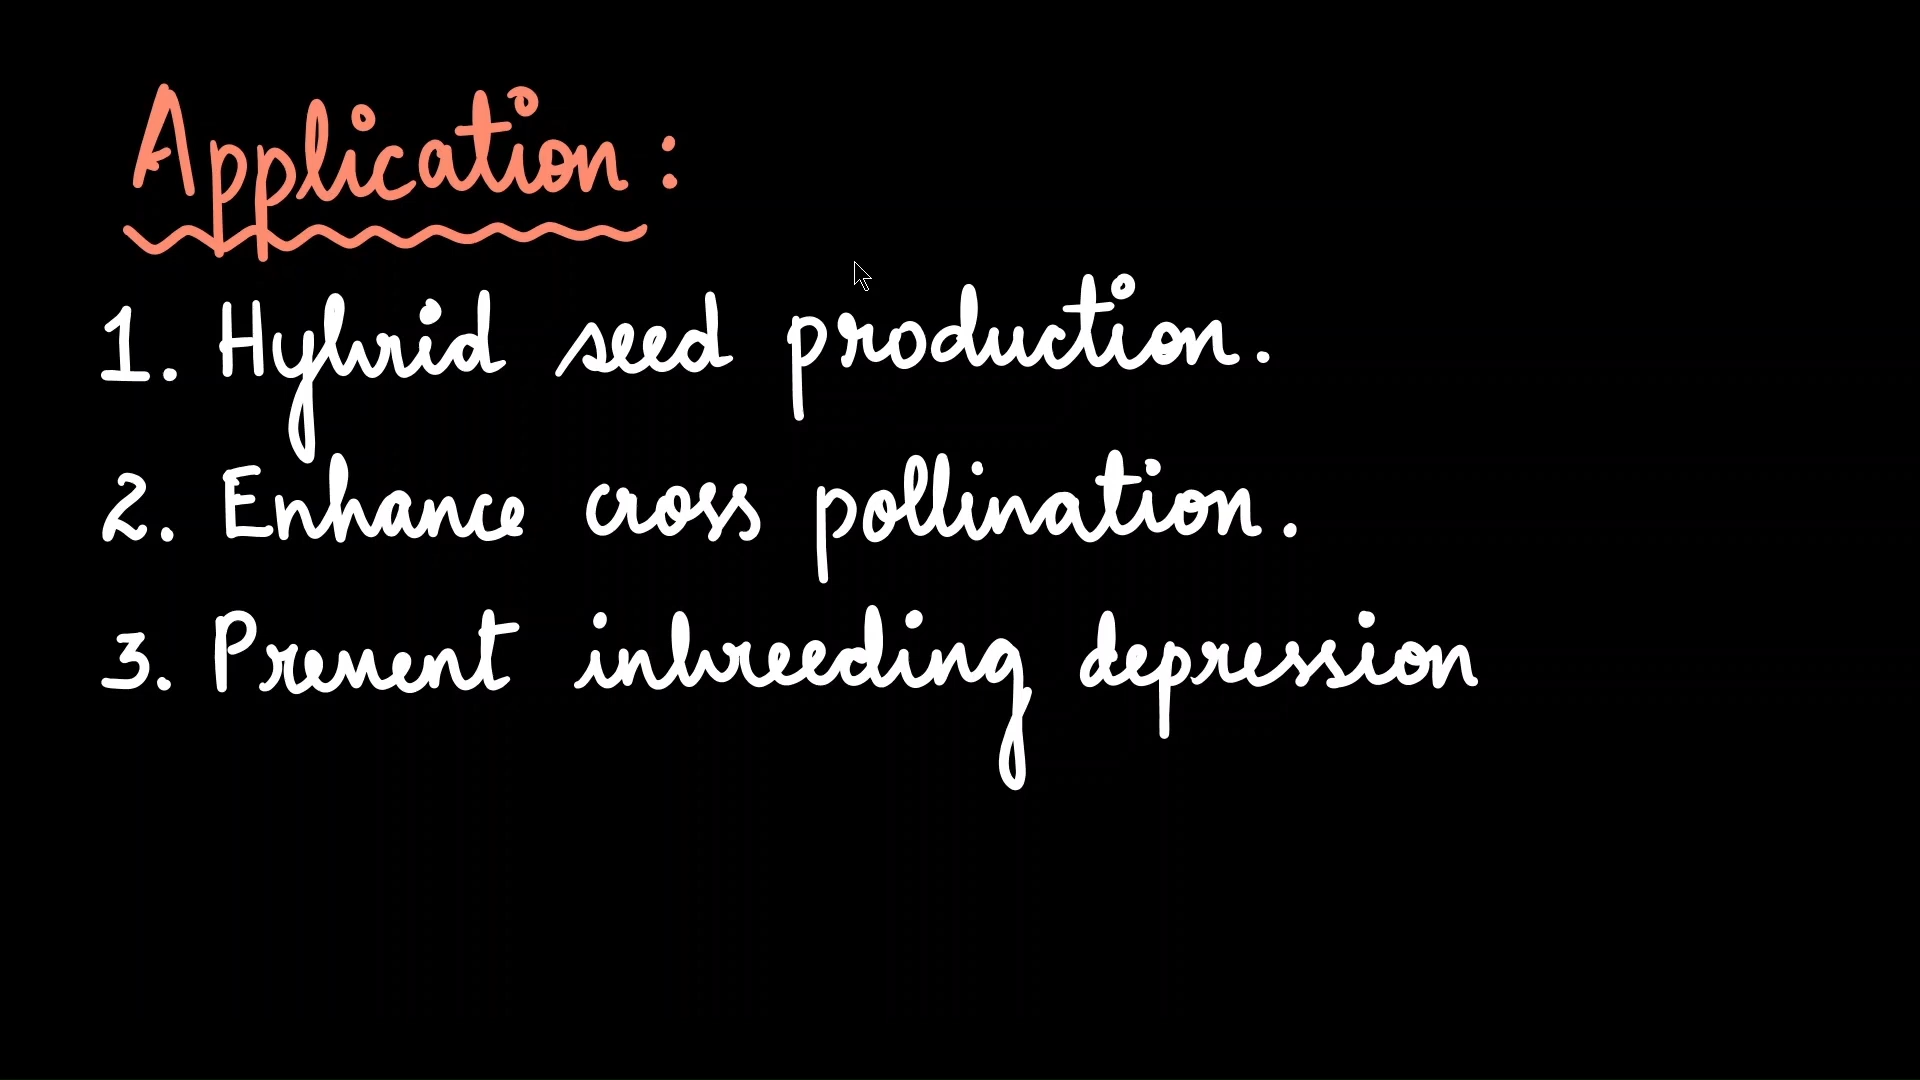 Application :
1. Hybrid seed production.
2. Enhance cross pollination.
3. Prevent inbreeding depression